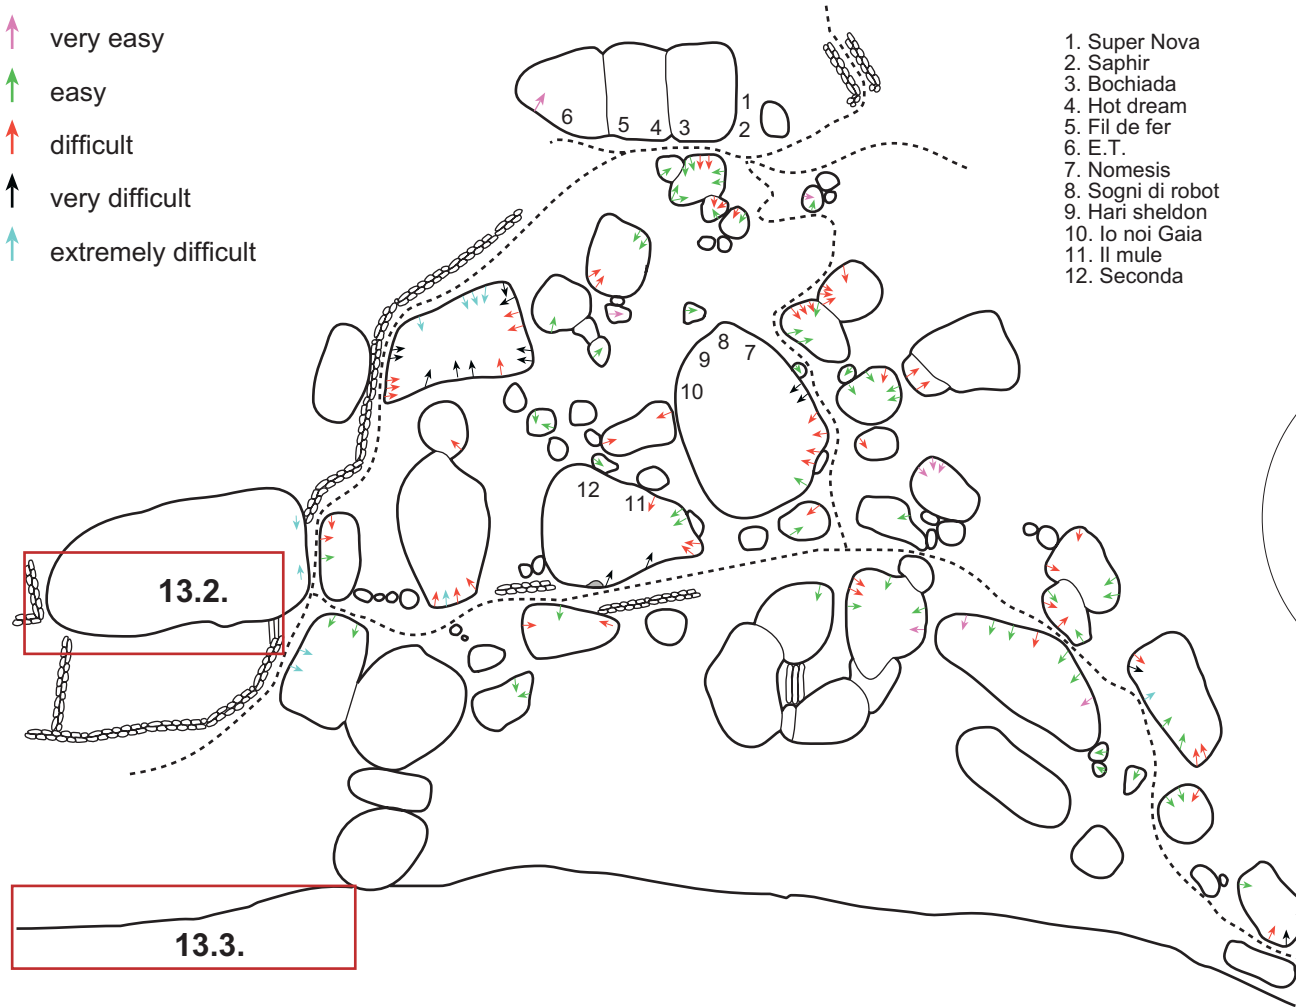 very easy
easy
difficult
very difficult
extremely difficult
1. Super Nova
2. Saphir
3. Bochiada
4. Hot dream
5. Fil de fer
6. E.T.
7. Nomesis
8. Sogni di robot
9. Hari sheldon
10. Io noi Gaia
11. Il mule
12. Seconda
1
2
6
5
4
3
8
7
9
10
12
11
13.2.
13.3.